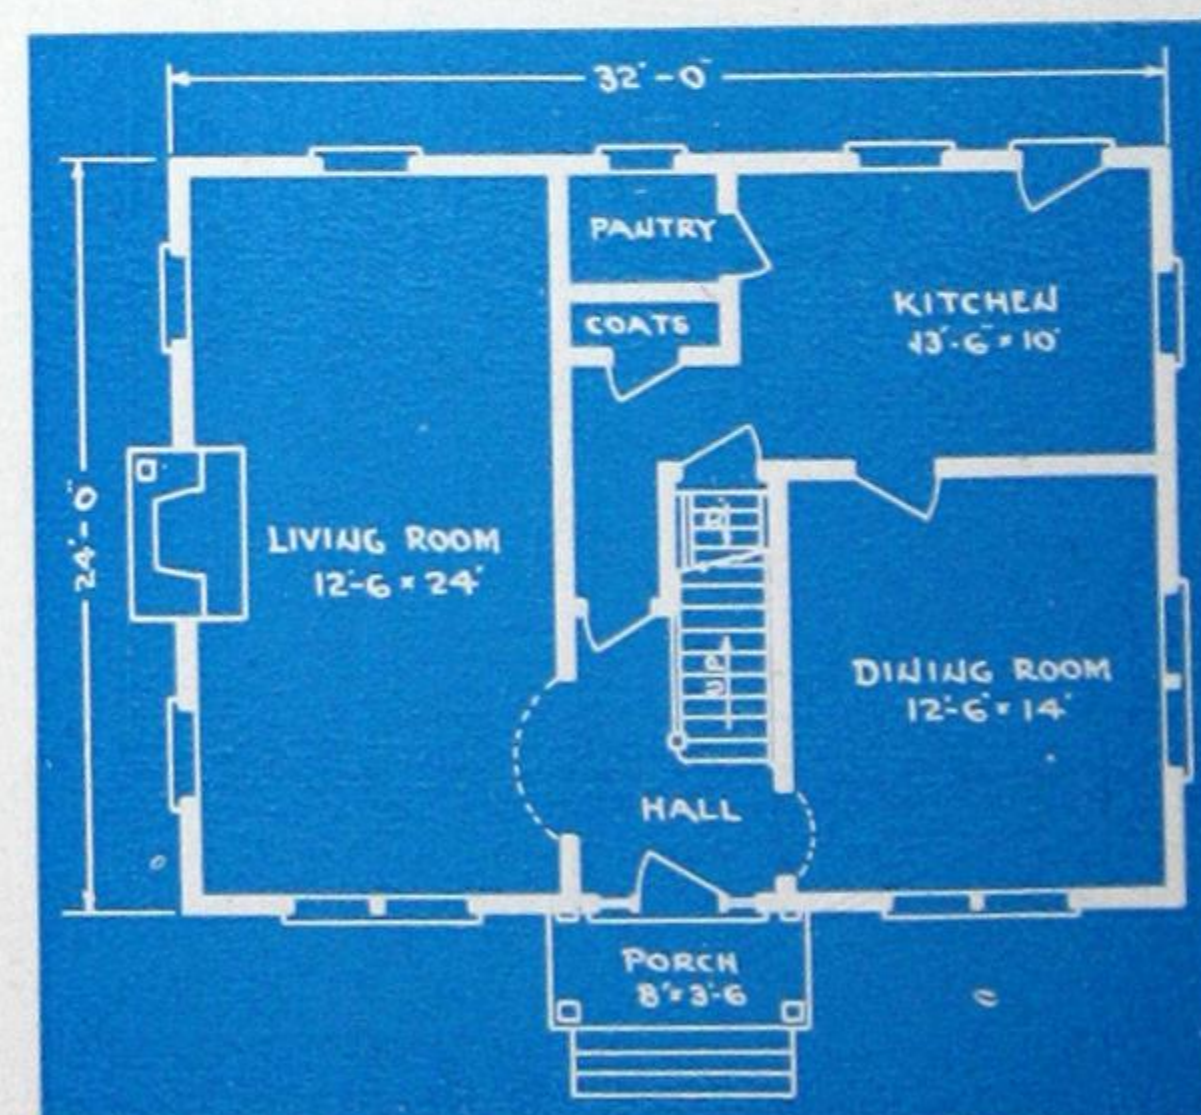 32'-0"
PANTRY
COATS
KITCHEN
13'-6" × 10'
24'-0"
LIVING ROOM
12'-6 × 24'
D.
UP
DINING ROOM
12'-6" × 14'
HALL
PORCH
8' × 3'-6